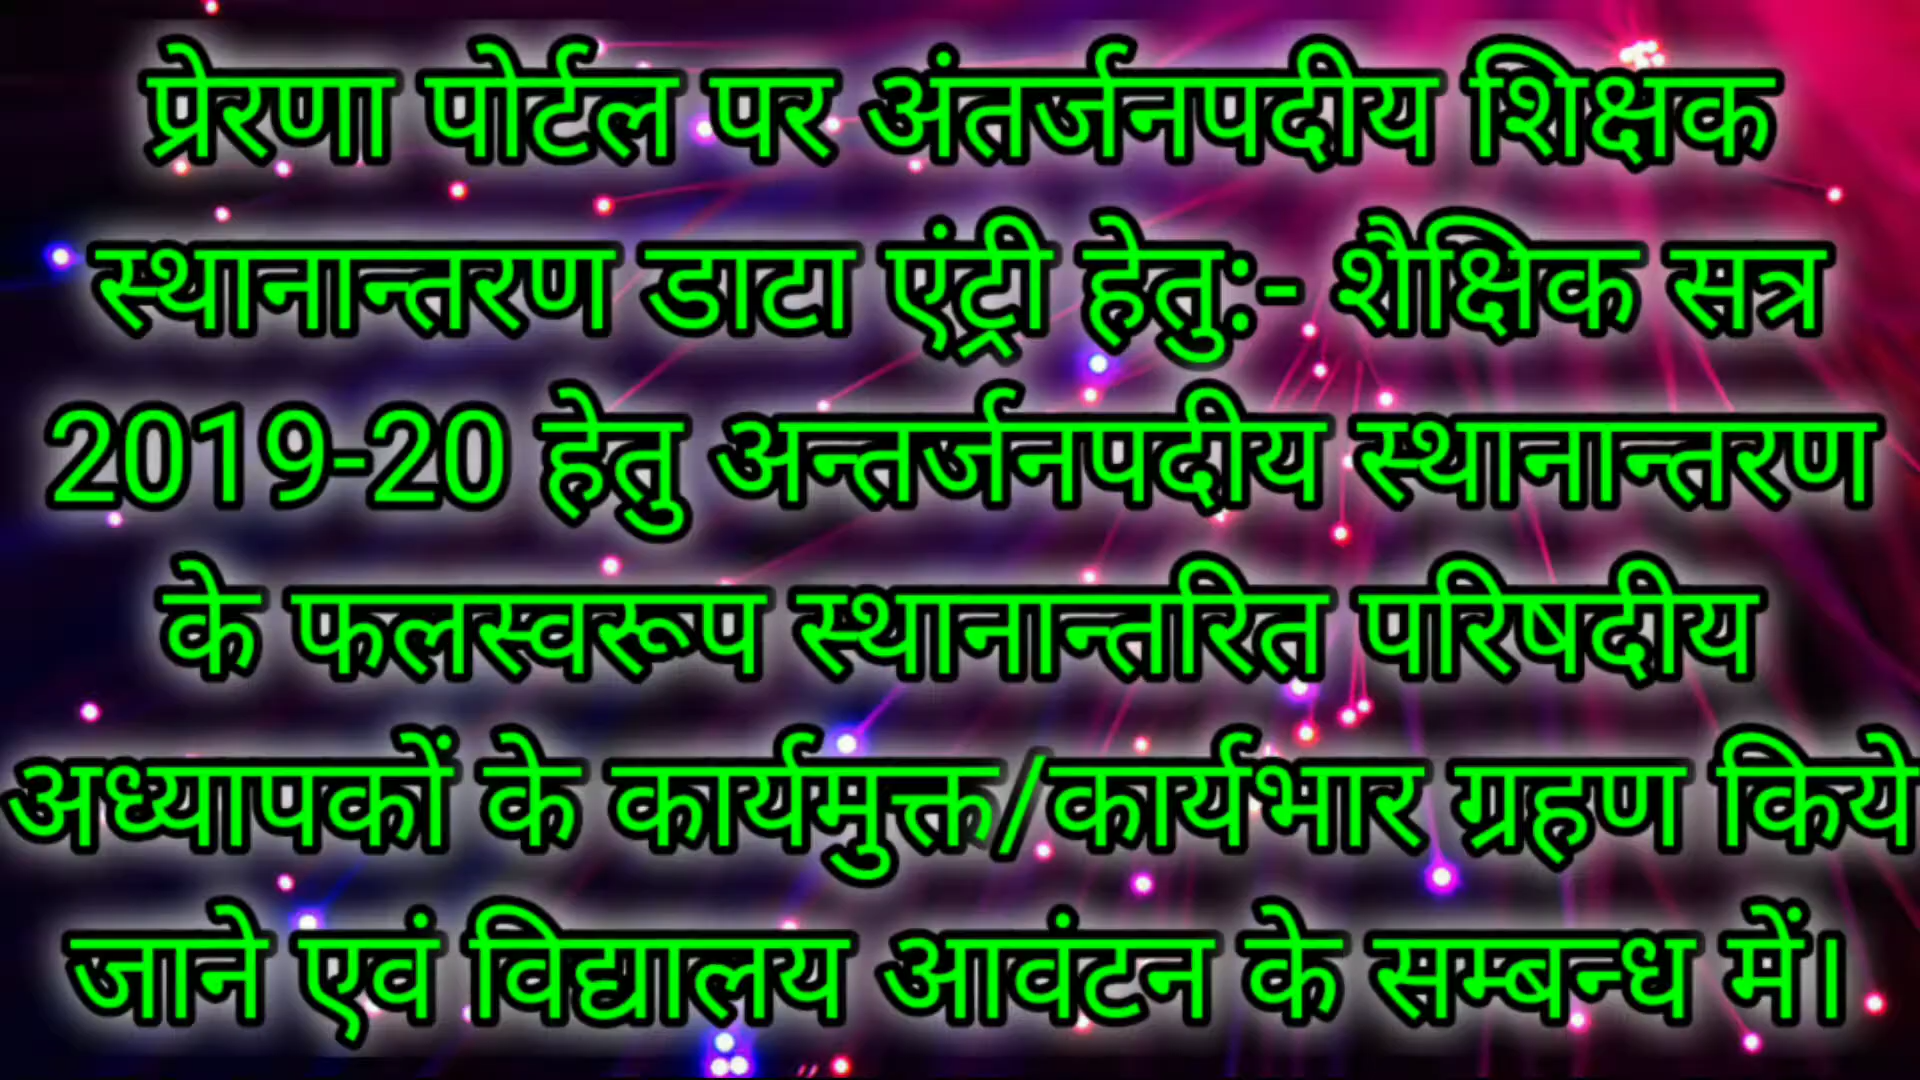 प्रेरणा पोर्टल पर अंतर्जनपदीय शिक्षक
स्थानान्तरण डाटा एंट्री हेतु:- शैक्षिक सत्र
2019-20 हेतु अन्तर्जनपदीय स्थानान्तरण
के फलस्वरूप स्थानान्तरित परिषदीय
अध्यापकों के कार्यमुक्त/कार्यभार ग्रहण किये
जाने एवं विद्यालय आवंटन के सम्बन्ध में।